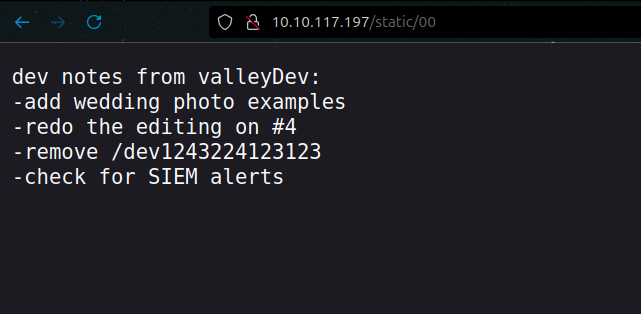 10.10.117.197/static/00
dev notes from valleyDev:
-add wedding photo examples
-redo the editing on #4
-remove /dev1243224123123
-check for SIEM alerts